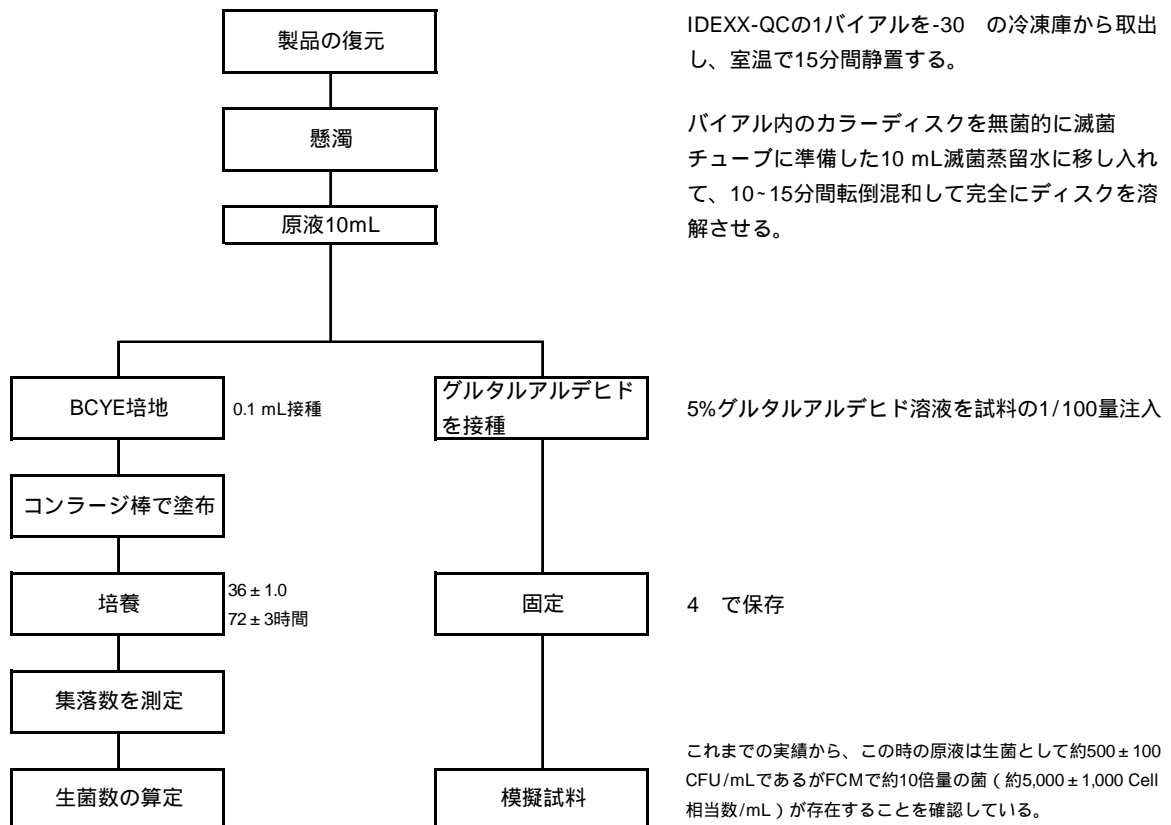 製品の復元
IDEXX-QCの1バイアルを-30　の冷凍庫から取出
し、室温で15分間静置する。
懸濁
バイアル内のカラーディスクを無菌的に滅菌
チューブに準備した10 mL滅菌蒸留水に移し入れ
て、10~15分間転倒混和して完全にディスクを溶
解させる。
原液10mL
BCYE培地
0.1 mL接種
グルタルアルデヒド
を接種
5%グルタルアルデヒド溶液を試料の1/100量注入
コンラージ棒で塗布
培養
36±1.0
72±3時間
固定
4　で保存
集落数を測定
生菌数の算定
模擬試料
これまでの実績から、この時の原液は生菌として約500±100
CFU/mLであるがFCMで約10倍量の菌（約5,000±1,000 Cell
相当数/mL）が存在することを確認している。